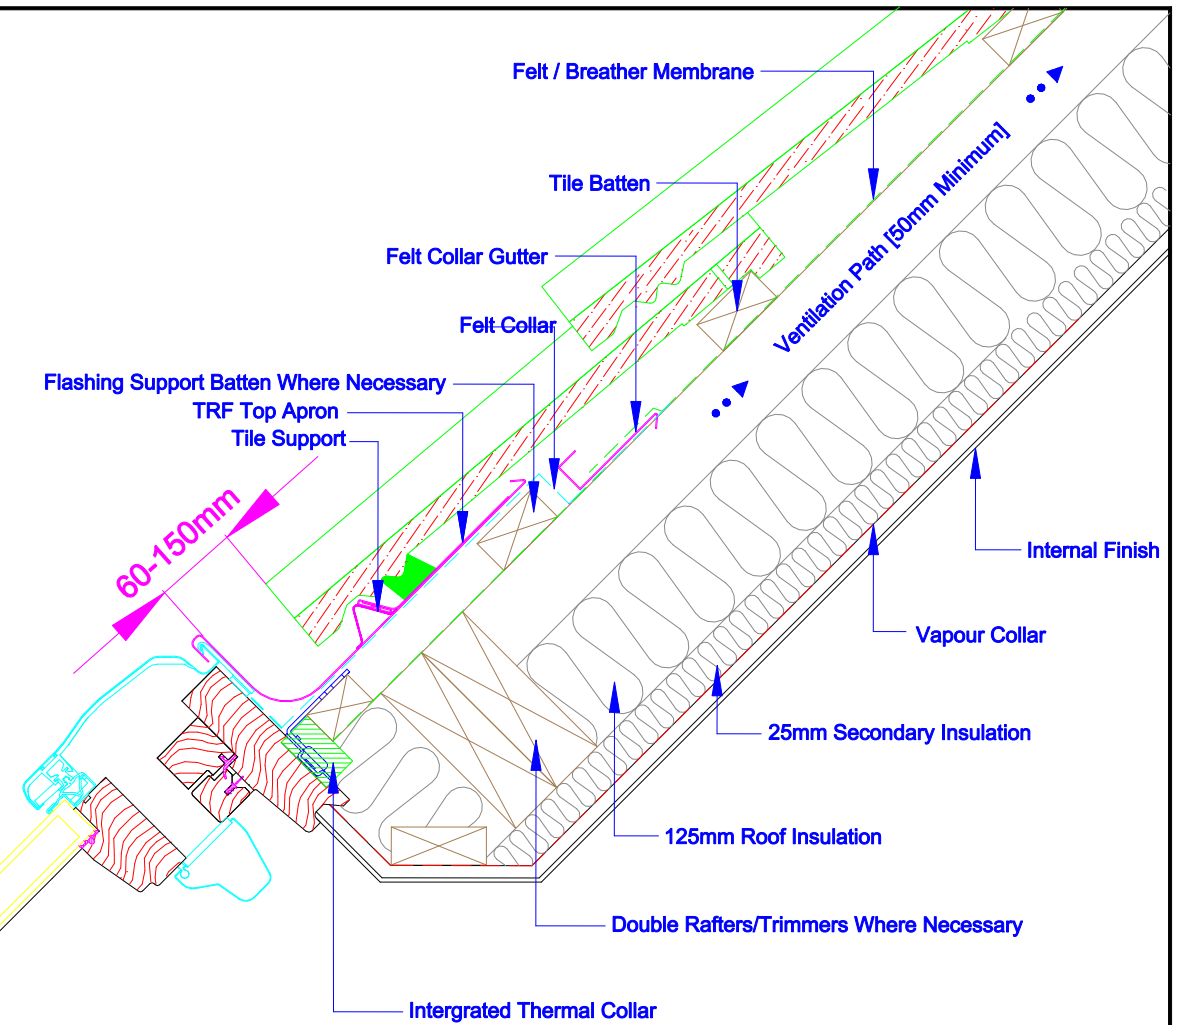 Felt / Breather Membrane
Tile Batten
Ventilation Path [50mm Minimum]
Felt Collar Gutter
Felt Collar
Flashing Support Batten Where Necessary
TRF Top Apron
Tile Support
60-150mm
Internal Finish
Vapour Collar
25mm Secondary Insulation
125mm Roof Insulation
Double Rafters/Trimmers Where Necessary
Intergrated Thermal Collar